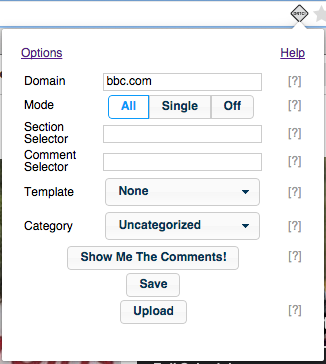 Options Help
Domain bbc.com [?]
Mode All Single Off [?]
Section
Selector [?]
Comment
Selector [?]
Template None [?]
Category Uncategorized [?]
Show Me The Comments! [?]
Save
Upload [?]